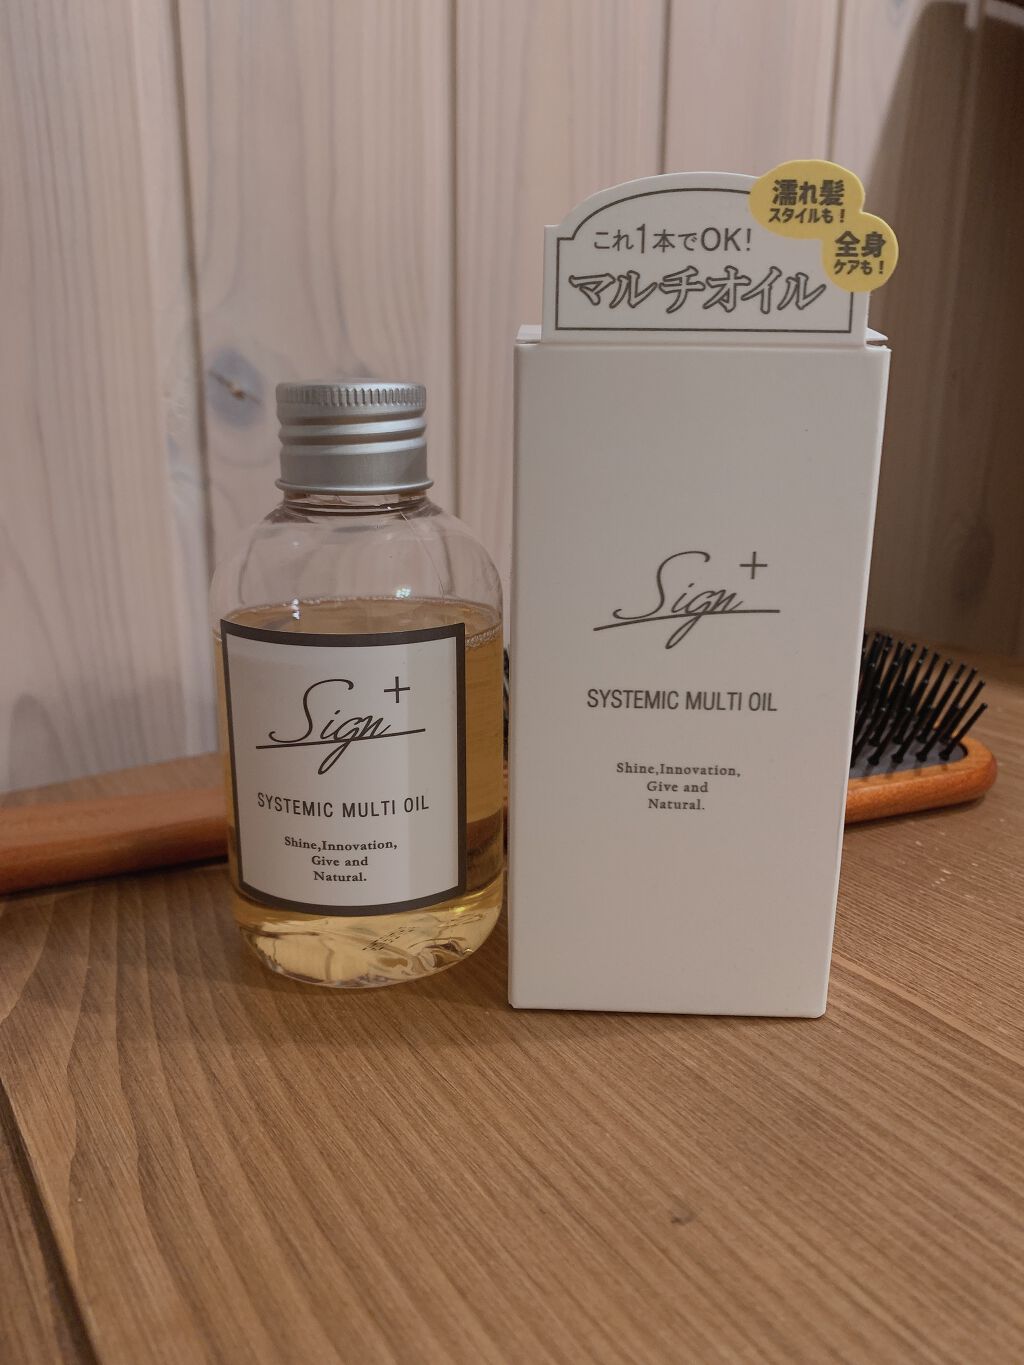 濡れ髪
スタイルも!
全身
ケアも!
これ1本でOK!
マルチオイル
Sign+
SYSTEMIC MULTI OIL
Shine,Innovation,
Give and
Natural.
Sign+
SYSTEMIC MULTI OIL
Shine,Innovation,
Give and
Natural.